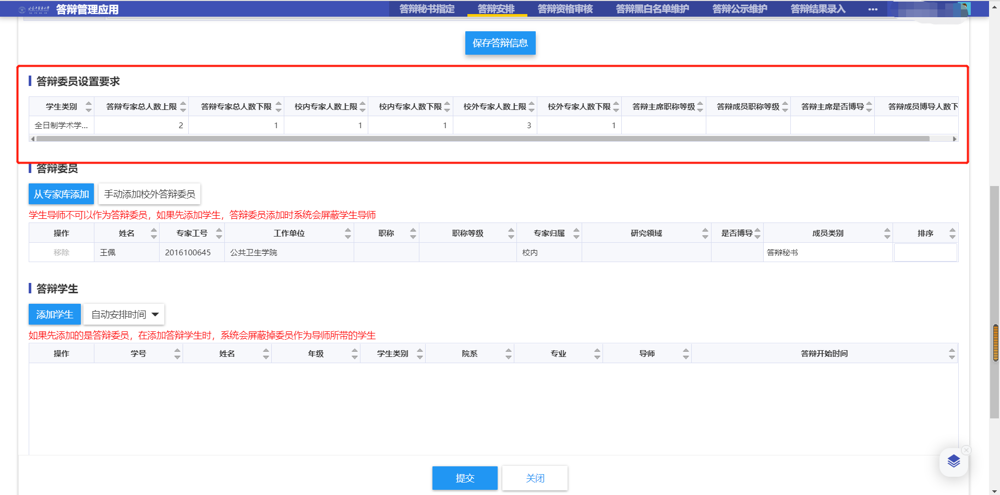 答辩管理应用
答辩秘书指定 答辩安排 答辩资格审核 答辩黑白名单维护 答辩公示维护 答辩结果录入 ···
保存答辩信息
答辩委员设置要求
学生类别 答辩专家总人数上限 答辩专家总人数下限 校内专家人数上限 校内专家人数下限 校外专家人数上限 校外专家人数下限 答辩主席职称等级 答辩成员职称等级 答辩主席是否博导 答辩成员博导人数下
全日制学术学... 2 1 1 1 3 1
答辩委员
从专家库添加 手动添加校外答辩委员
学生导师不可以作为答辩委员，如果先添加学生，答辩委员添加时系统会屏蔽学生导师
操作 姓名 专家工号 工作单位 职称 职称等级 专家归属 研究领域 是否博导 成员类别 排序
移除 王佩 2016100645 公共卫生学院 校内 答辩秘书
答辩学生
添加学生 自动安排时间
如果先添加的是答辩委员，在添加答辩学生时，系统会屏蔽掉委员作为导师所带的学生
操作 学号 姓名 年级 学生类别 院系 专业 导师 答辩开始时间
提交 关闭